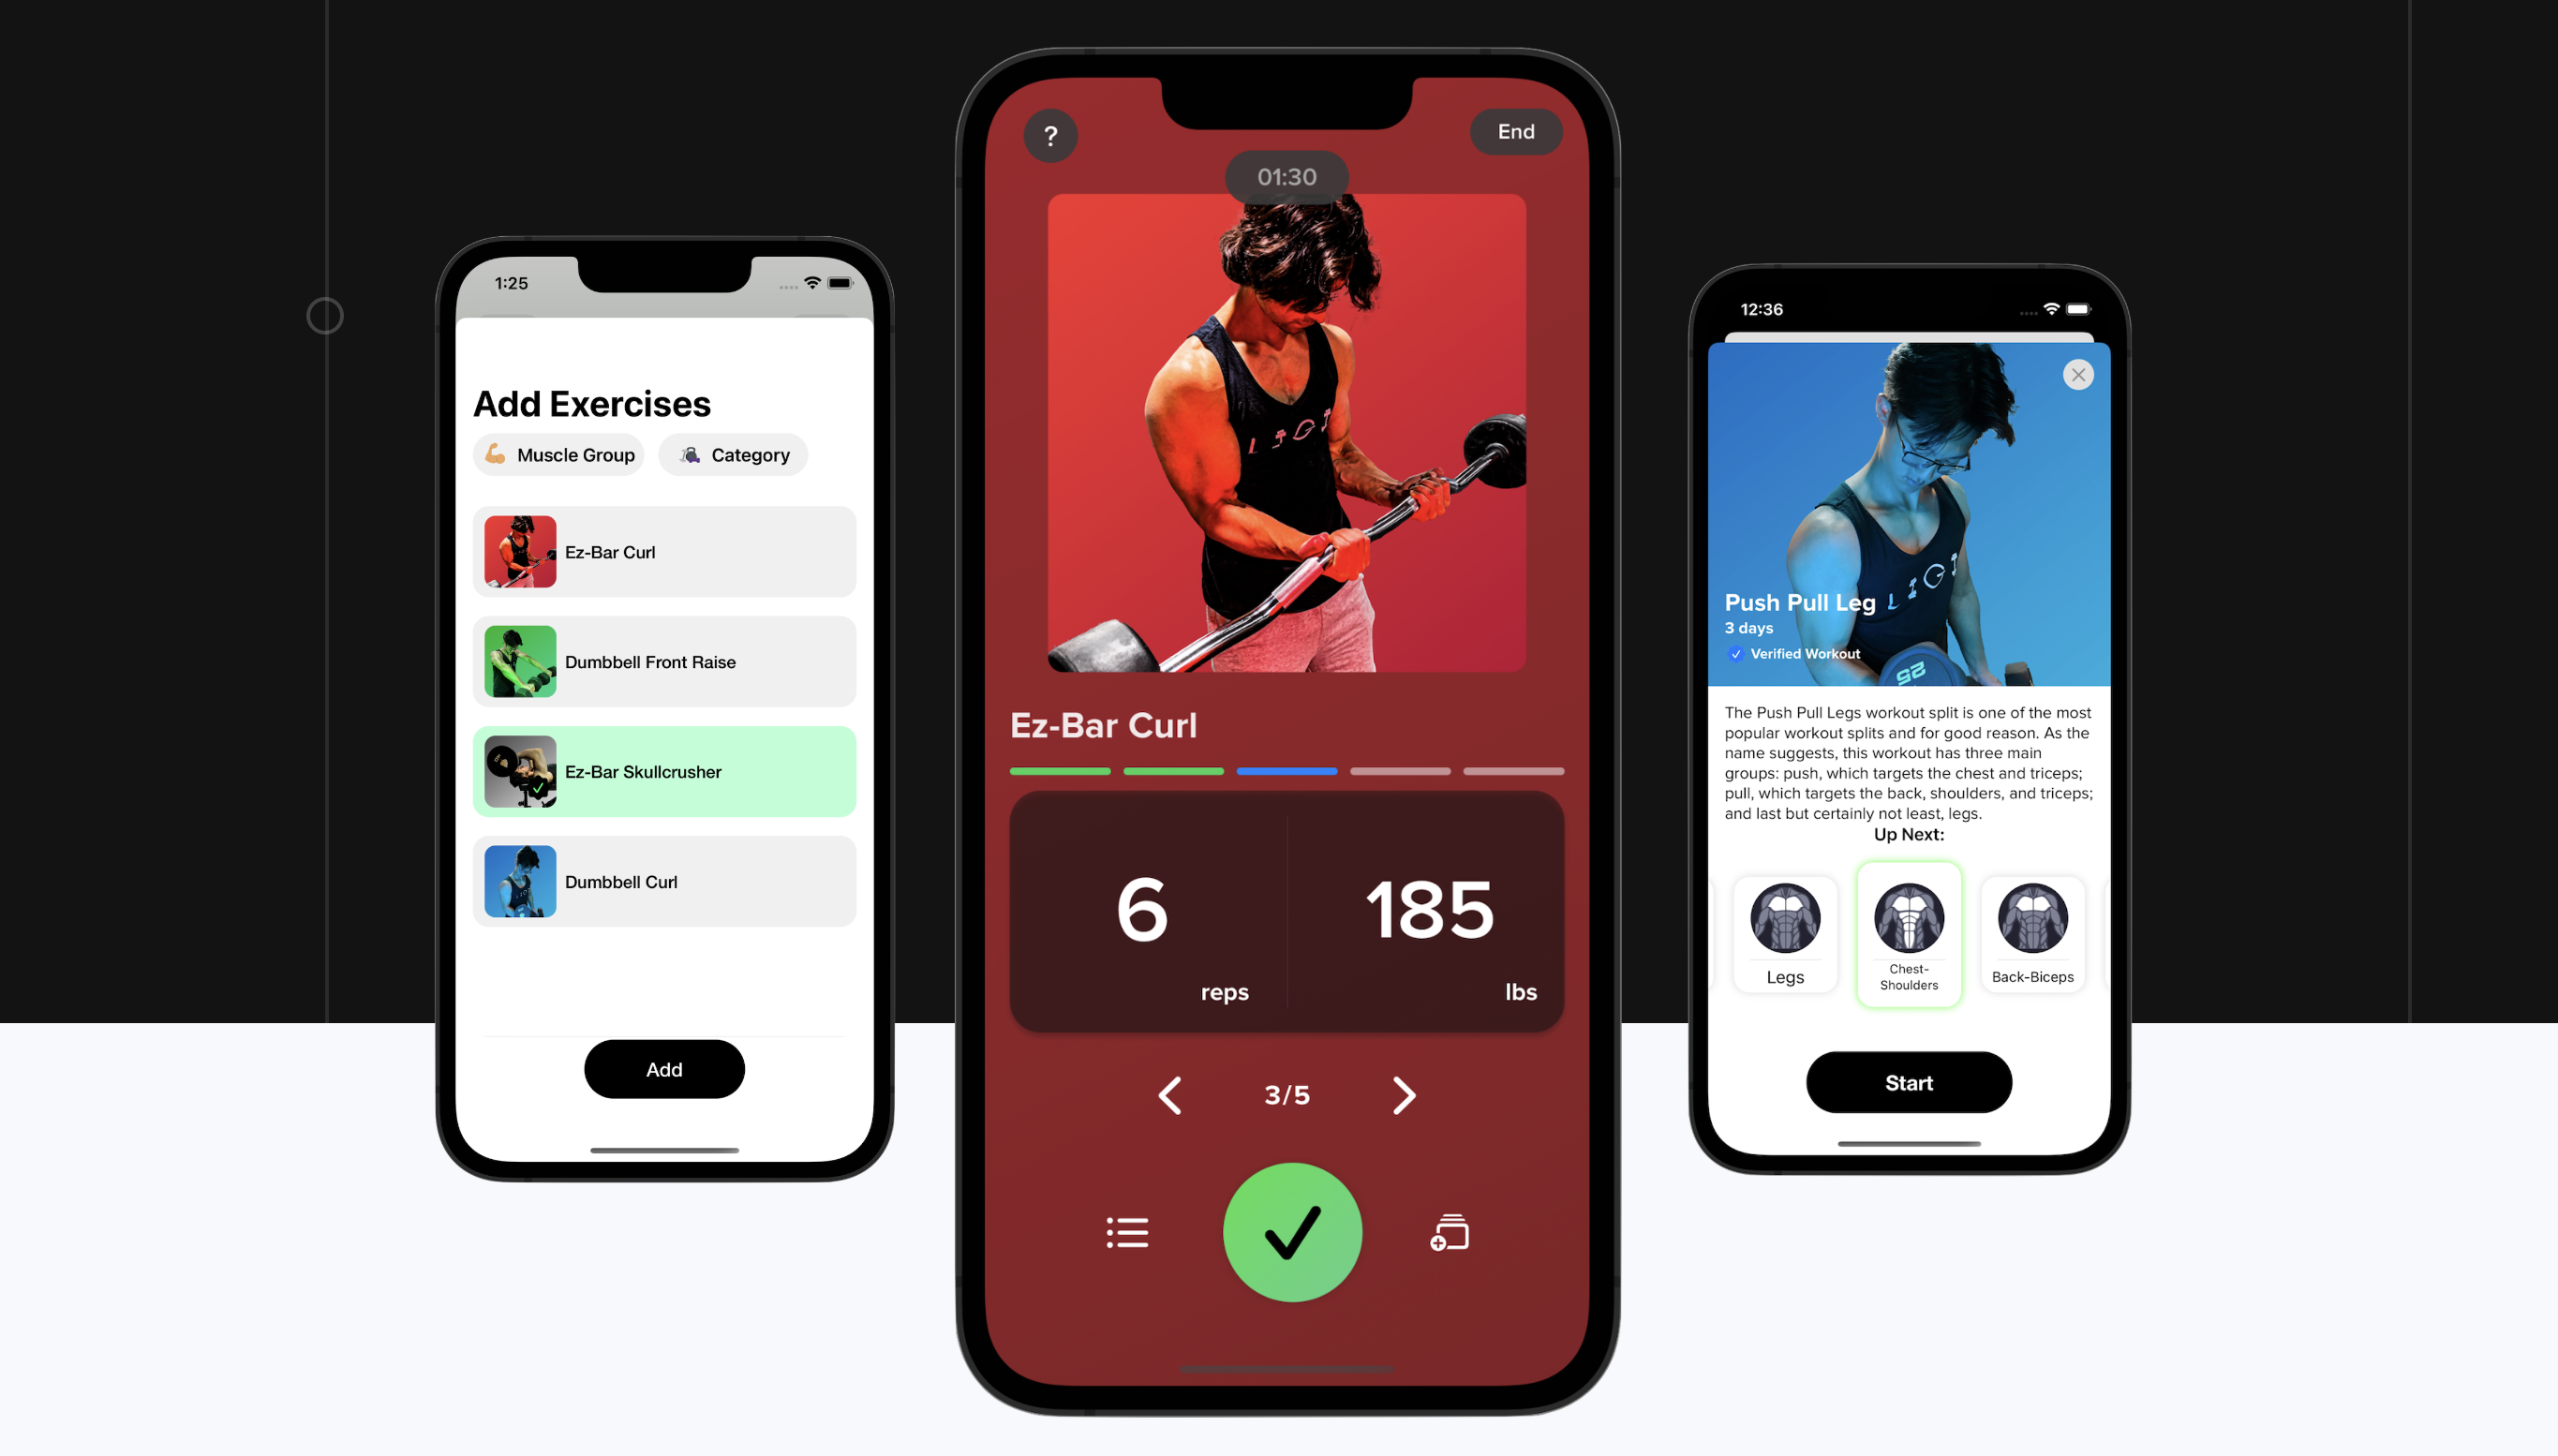 1:25
Add Exercises
Muscle Group
Category
Ez-Bar Curl
Dumbbell Front Raise
Ez-Bar Skullcrusher
Dumbbell Curl
Add
?
End
01:30
LIGI
Ez-Bar Curl
6
reps
185
lbs
3/5
12:36
LIGI
Push Pull Leg
3 days
Verified Workout
25
The Push Pull Legs workout split is one of the most
popular workout splits and for good reason. As the
name suggests, this workout has three main
groups: push, which targets the chest and triceps;
pull, which targets the back, shoulders, and triceps;
and last but certainly not least, legs.
Up Next:
Legs
Chest-
Shoulders
Back-Biceps
Start